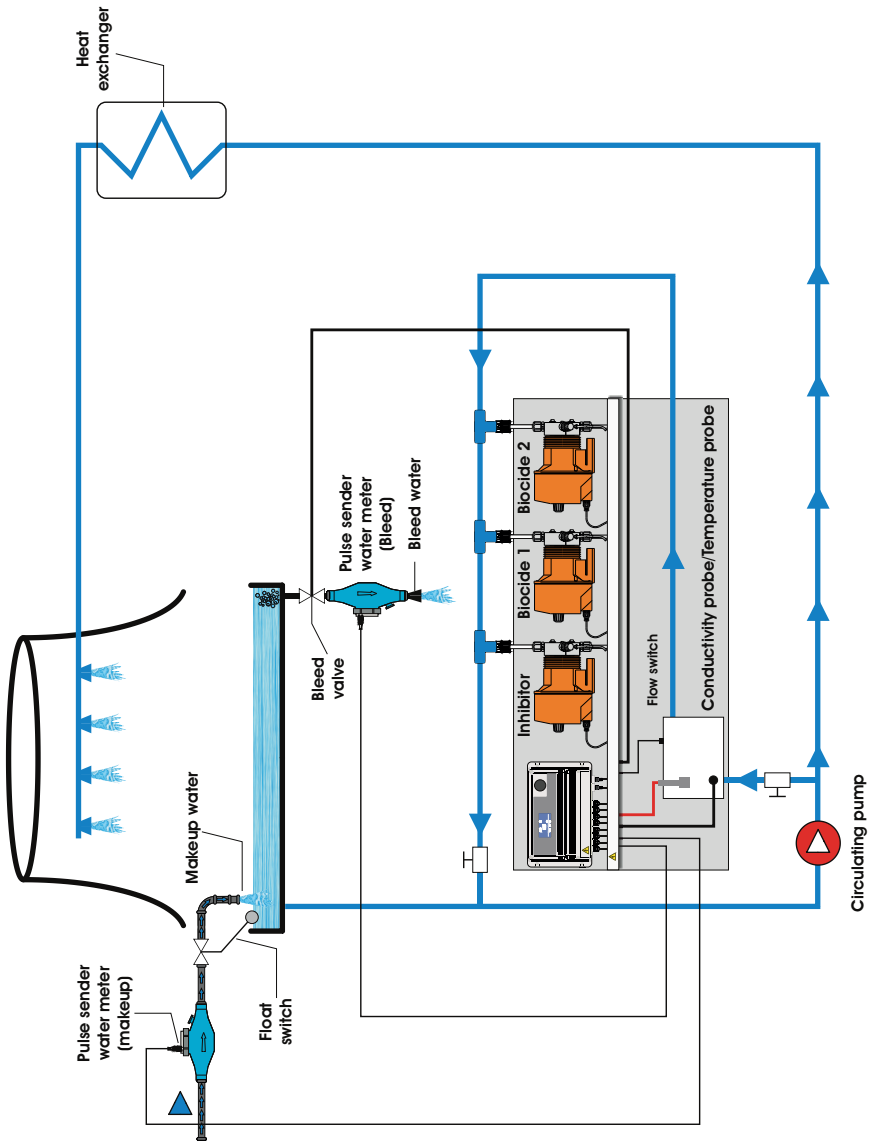 Heat
exchanger
Makeup water
Pulse sender
water meter
(makeup)
Float
switch
Bleed
valve
Pulse sender
water meter
(Bleed)
Bleed water
Inhibitor
Biocide 1
Biocide 2
Flow switch
Conductivity probe/Temperature probe
Circulating pump